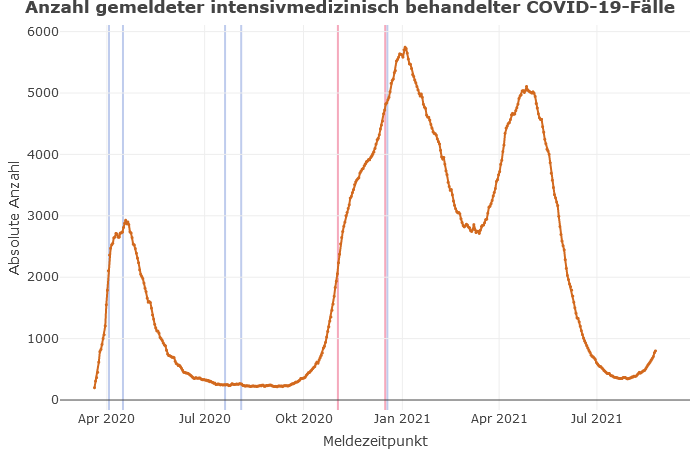 Anzahl gemeldeter intensivmedizinisch behandelter COVID-19-Fälle
6000
5000
4000
3000
2000
1000
0
Absolute Anzahl
Apr 2020 Jul 2020 Okt 2020 Jan 2021 Apr 2021 Jul 2021
Meldezeitpunkt